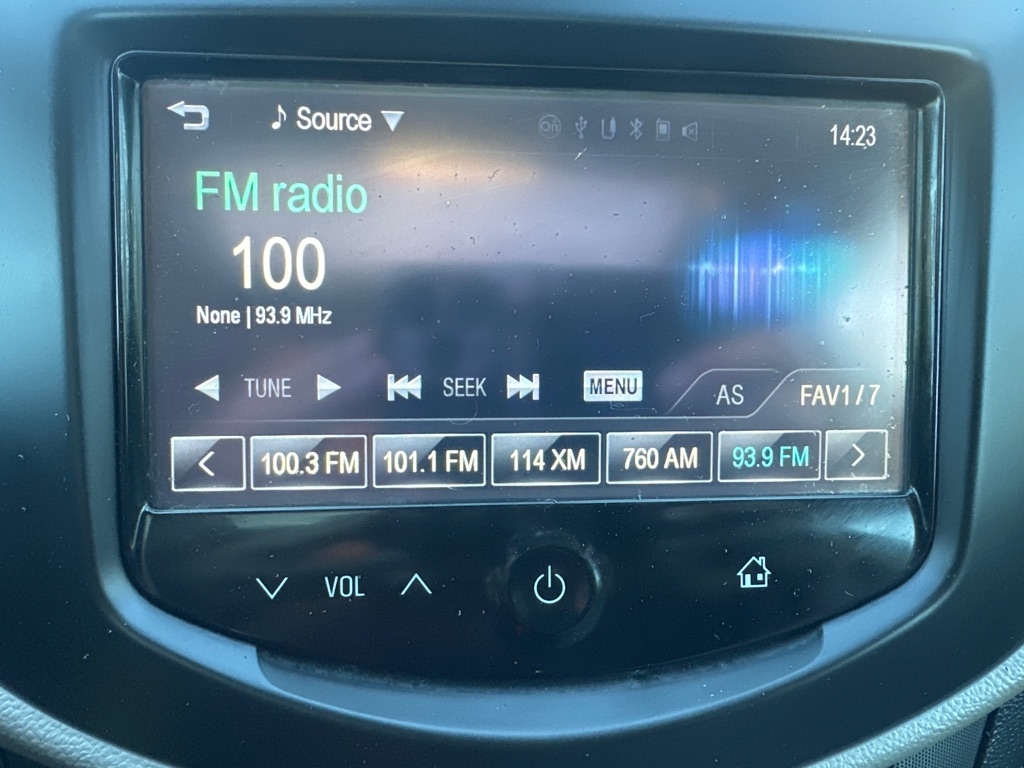 Source
14:23
FM radio
100
None | 93.9 MHz
TUNE SEEK MENU AS FAV1 / 7
100.3 FM 101.1 FM 114 XM 760 AM 93.9 FM
VOL